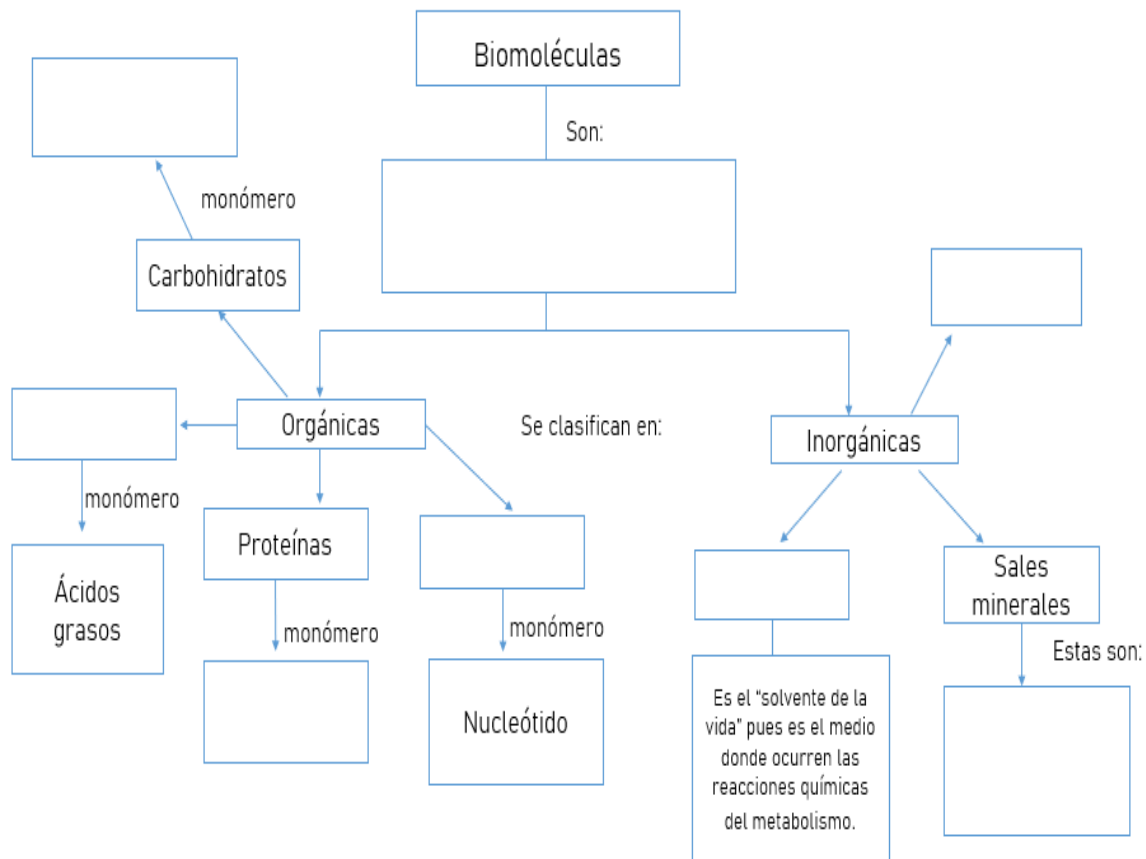 Biomoléculas
Son:
monómero
Carbohidratos
Orgánicas
Se clasifican en:
Inorgánicas
monómero
Proteínas
Sales
minerales
Ácidos
grasos
monómero
monómero
Estas son:
Nucleótido
Es el "solvente de la
vida" pues es el medio
donde ocurren las
reacciones químicas
del metabolismo.